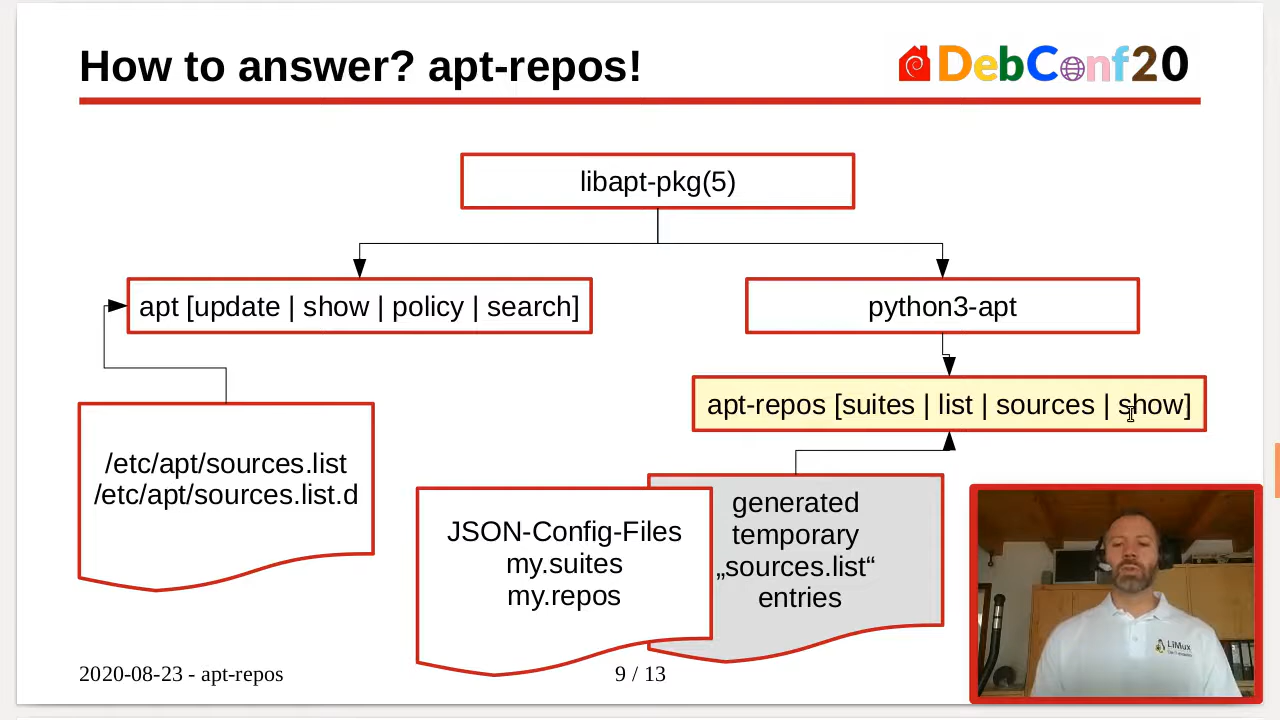 How to answer? apt-repos!
DebConf20
libapt-pkg(5)
apt [update | show | policy | search]
python3-apt
apt-repos [suites | list | sources | show]
/etc/apt/sources.list
/etc/apt/sources.list.d
JSON-Config-Files
my.suites
my.repos
generated
temporary
„sources.list“
entries
LiMux
2020-08-23 - apt-repos
9 / 13